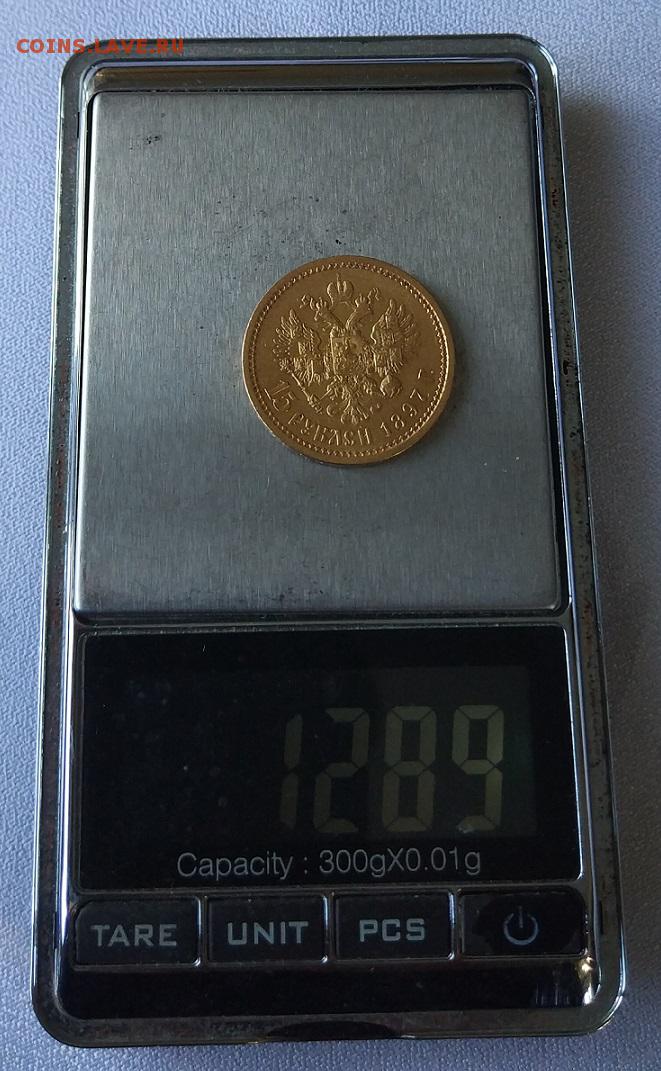 COINS.LAVE.RU
15 РУБЛЕЙ 1897 Г.
1289
Capacity : 300gX0.01g
TARE UNIT PCS